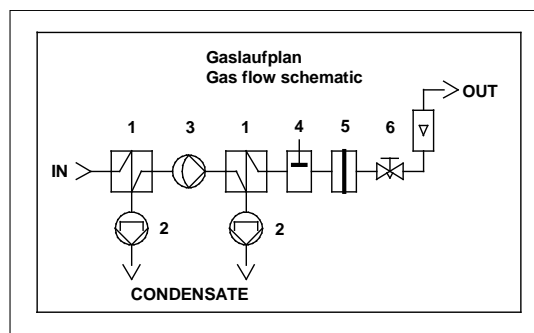 Gaslaufplan
Gas flow schematic
OUT
1 3 1 4 5 6
IN
2 2
CONDENSATE